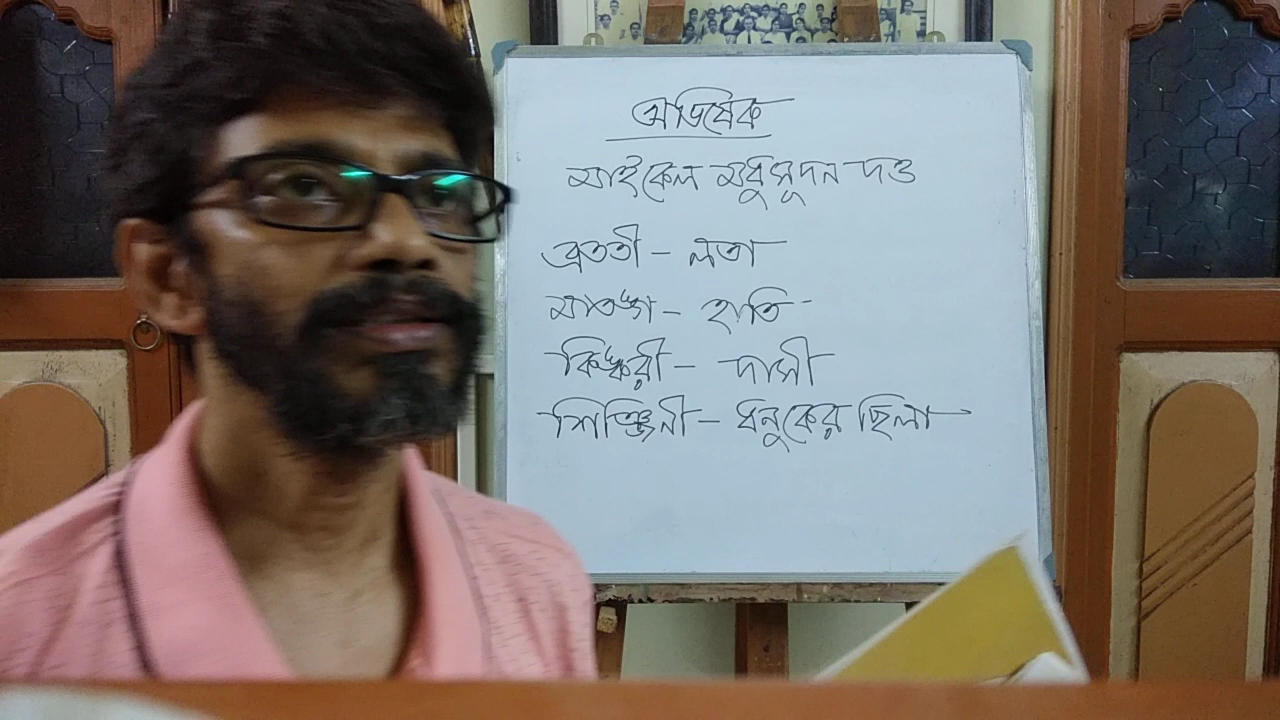 অভিষেক
মাইকেল মধুসূদন দত্ত
ব্রততী – লতা
মাতঙ্গ – হাতি
কিঙ্করী – দাসী
শিঞ্জিনী – ধনুকের ছিলা